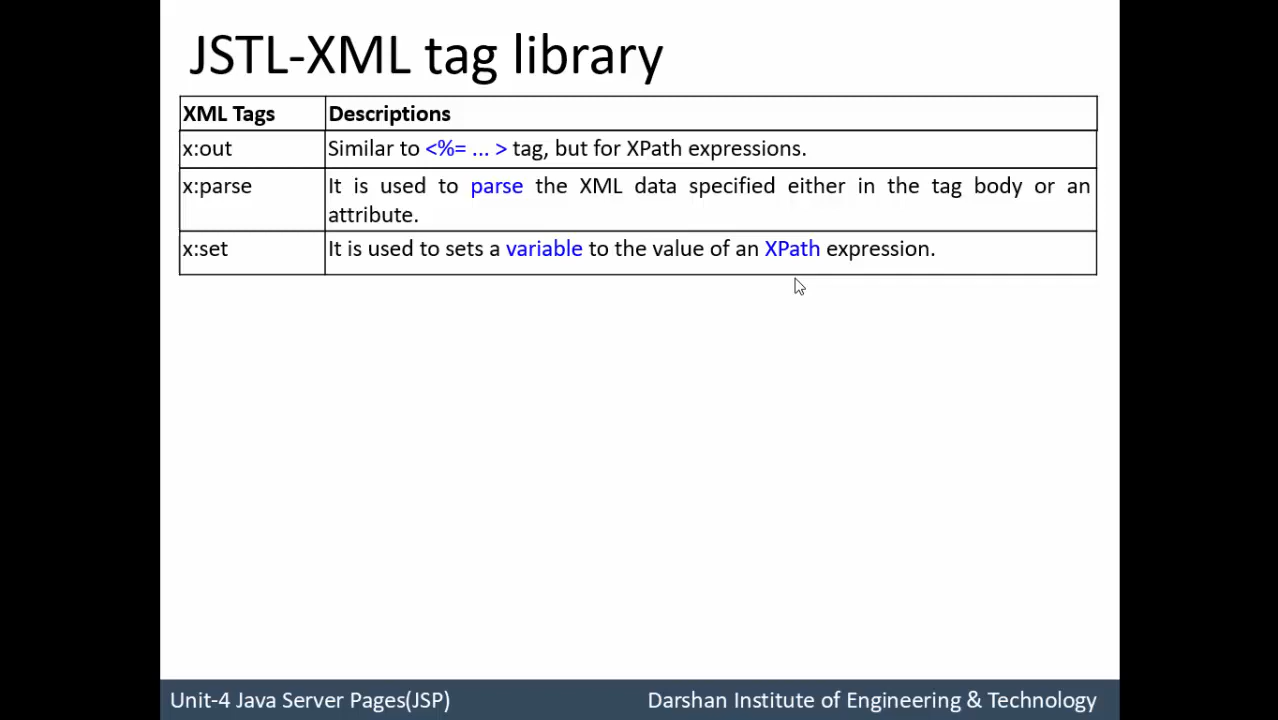 JSTL-XML tag library
XML Tags Descriptions
x:out Similar to <%= ... > tag, but for XPath expressions.
x:parse It is used to parse the XML data specified either in the tag body or an
attribute.
x:set It is used to sets a variable to the value of an XPath expression.
Unit-4 Java Server Pages(JSP) Darshan Institute of Engineering & Technology